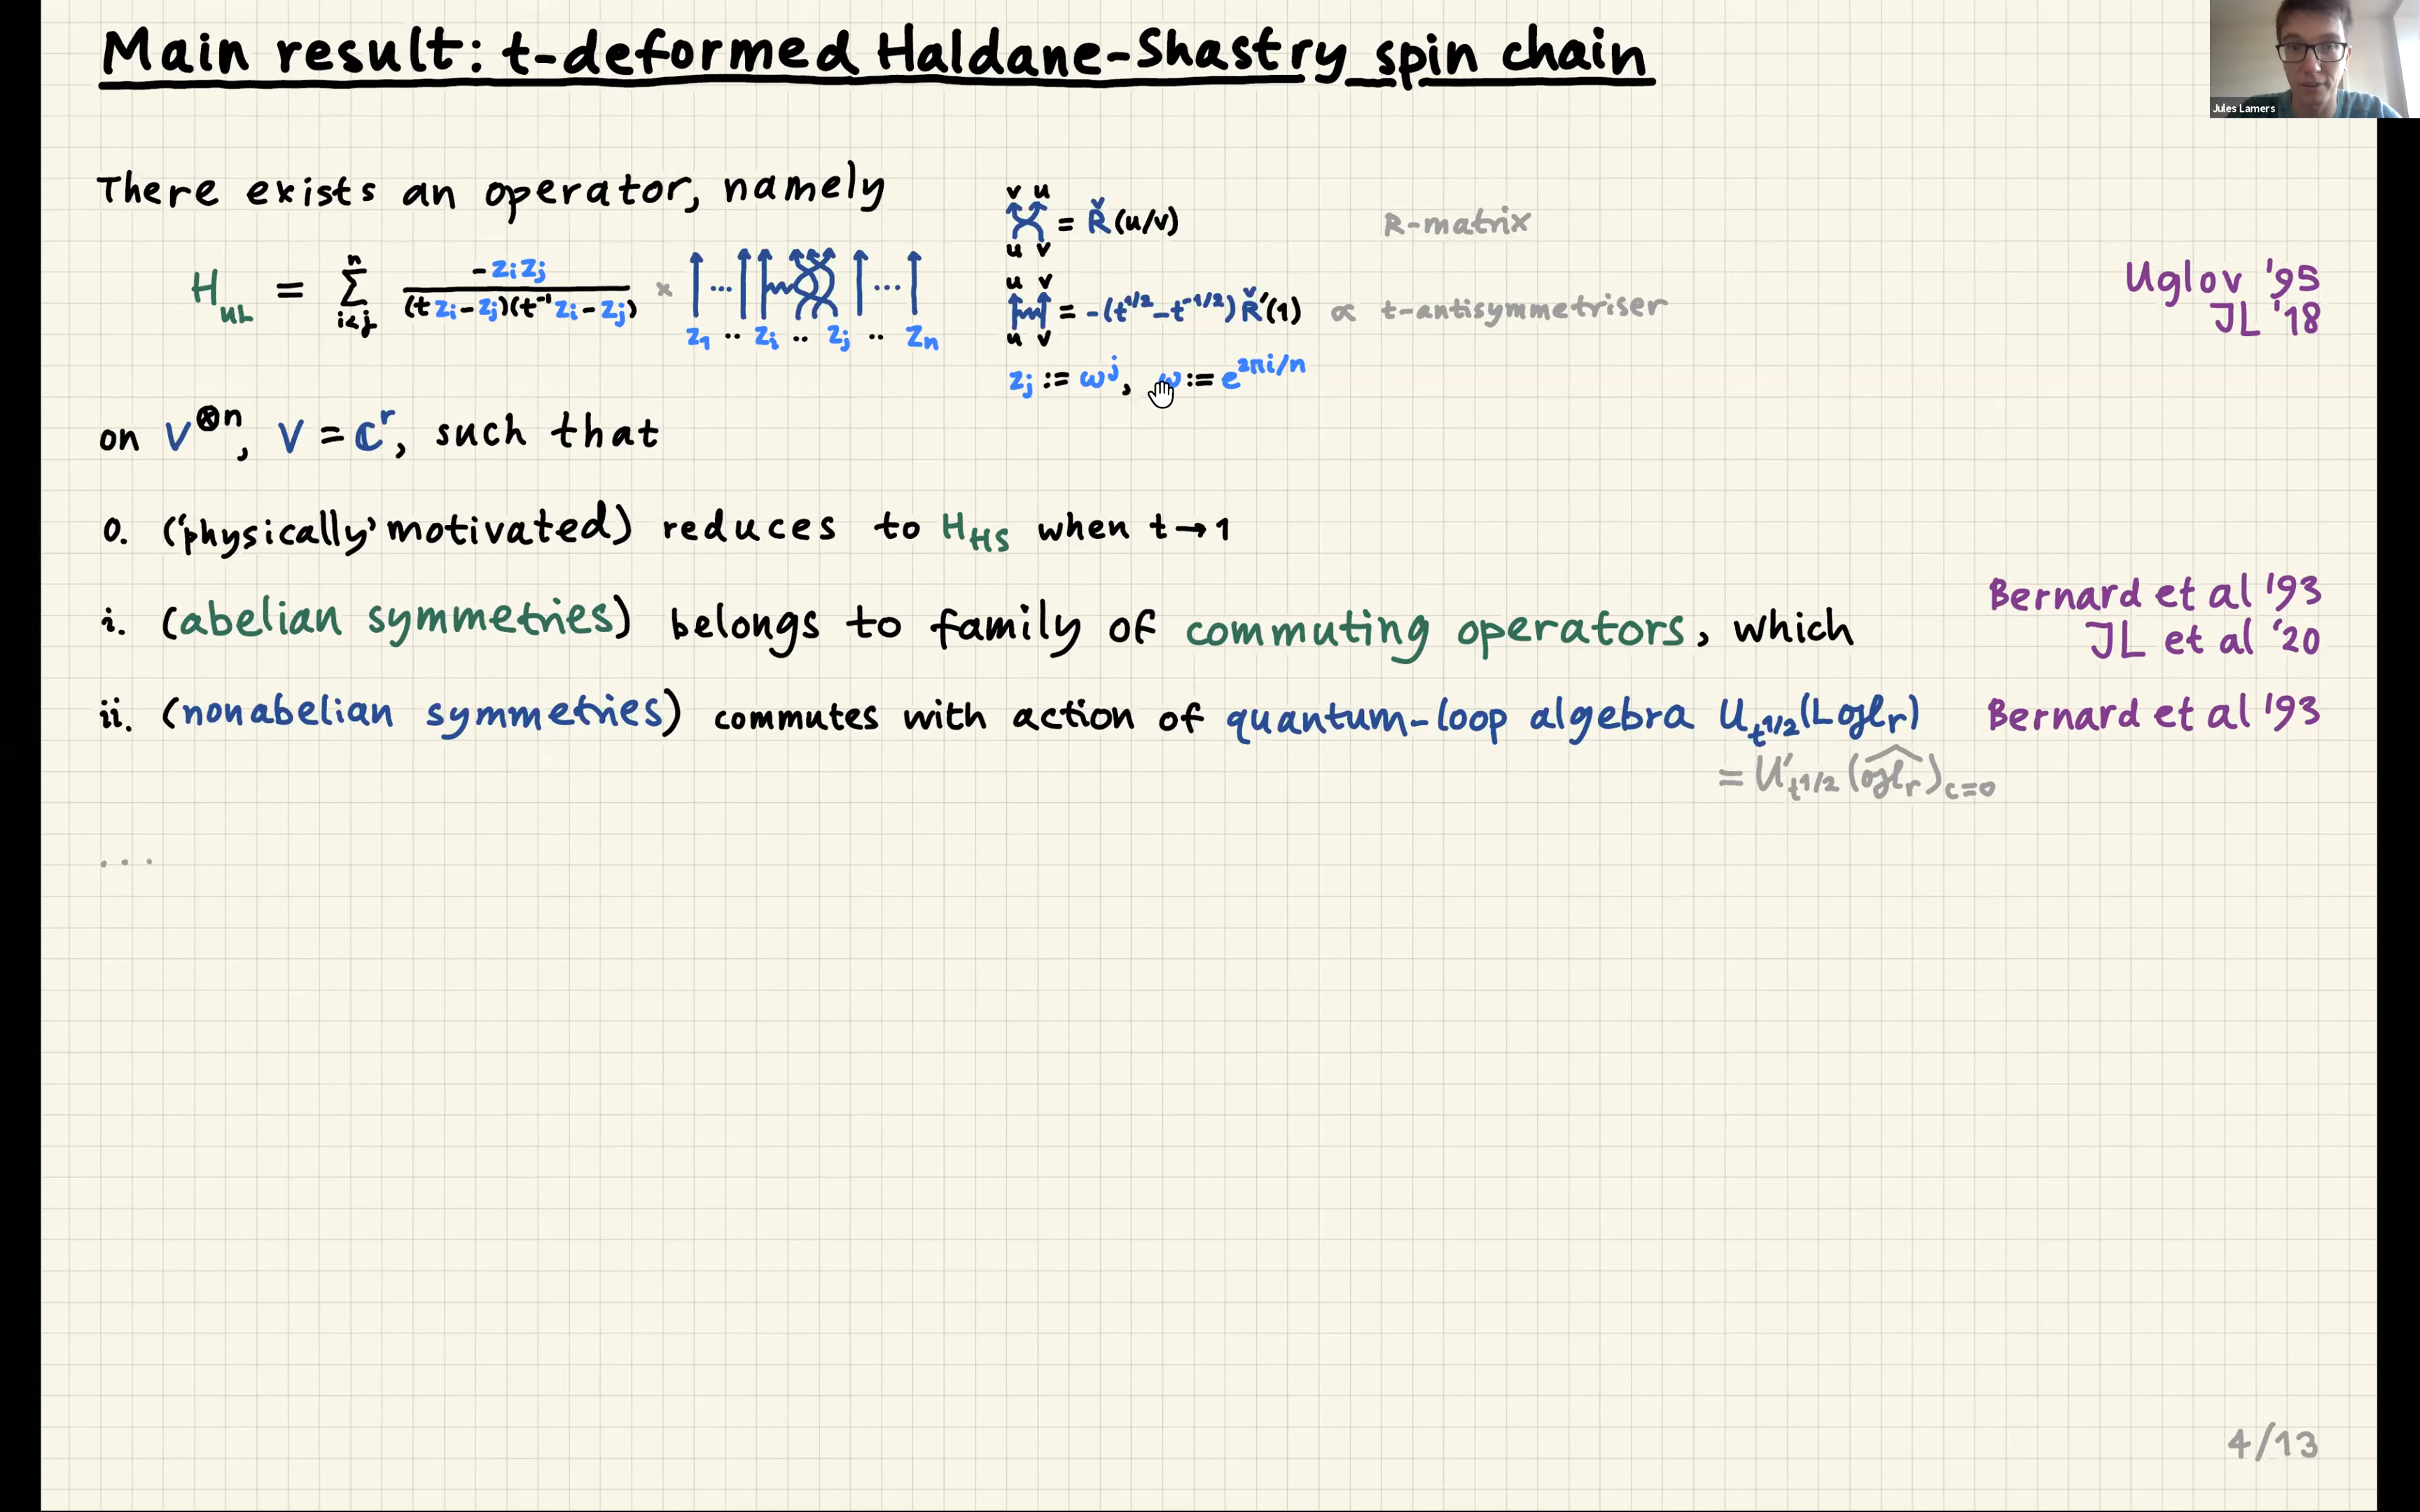 Main result: t-deformed Haldane-Shastry spin chain
Jules Lamers
There exists an operator, namely
H_UL = Σ_{i<j}^n -z_i z_j / ((t z_i - z_j)(t^{-1} z_i - z_j)) × ... ...
z_1 .. z_i .. z_j .. z_n
v u
= Ř(u/v) R-matrix
u v
u v
= -(t^{1/2} - t^{-1/2}) Ř'(1) ∝ t-antisymmetriser
u v
z_j := ω^j, ω := e^{2πi/n}
Uglov '95
JL '18
on V^{⊗n}, V = ℂ^r, such that
0. ('physically' motivated) reduces to H_HS when t → 1
i. (abelian symmetries) belongs to family of commuting operators, which
Bernard et al '93
JL et al '20
ii. (nonabelian symmetries) commutes with action of quantum-loop algebra U_{t^{1/2}}(L𝔤𝔩_r) Bernard et al '93
= U'_{t^{1/2}}(\widehat{𝔤𝔩_r})_{c=0}
...
4/13